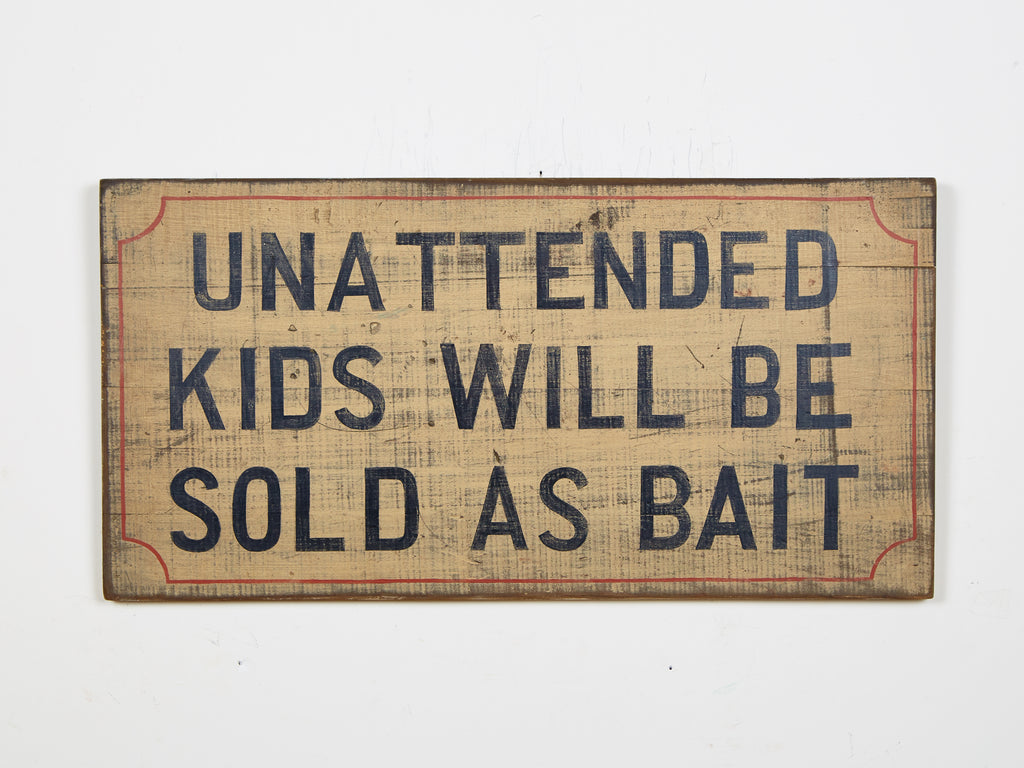 UNATTENDED
KIDS WILL BE
SOLD AS BAIT